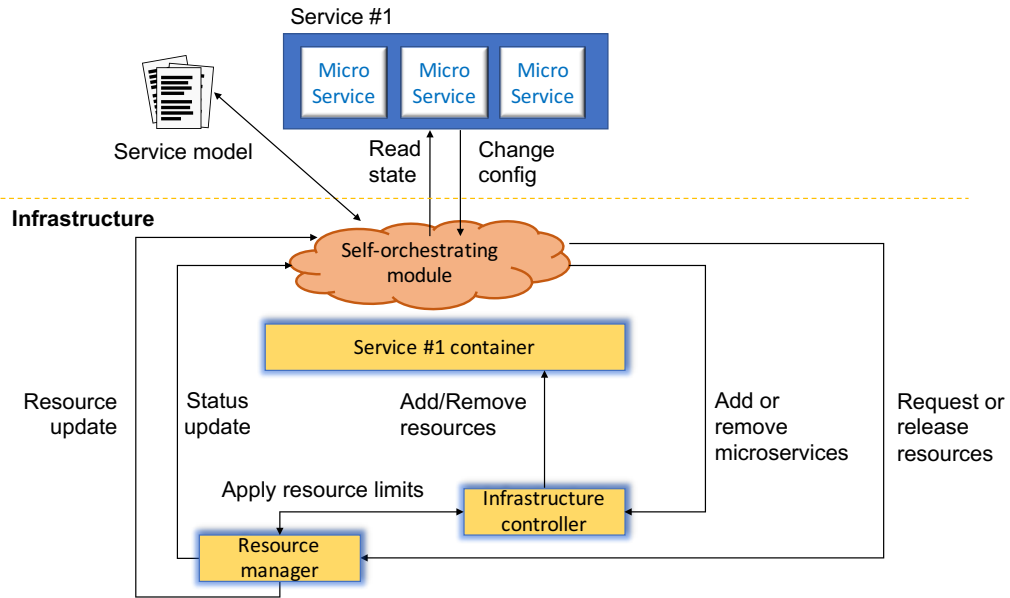 Service #1
Micro
Service
Micro
Service
Micro
Service
Service model
Read
state
Change
config
Infrastructure
Self-orchestrating
module
Service #1 container
Resource
update
Status
update
Add/Remove
resources
Add or
remove
microservices
Request or
release
resources
Apply resource limits
Infrastructure
controller
Resource
manager